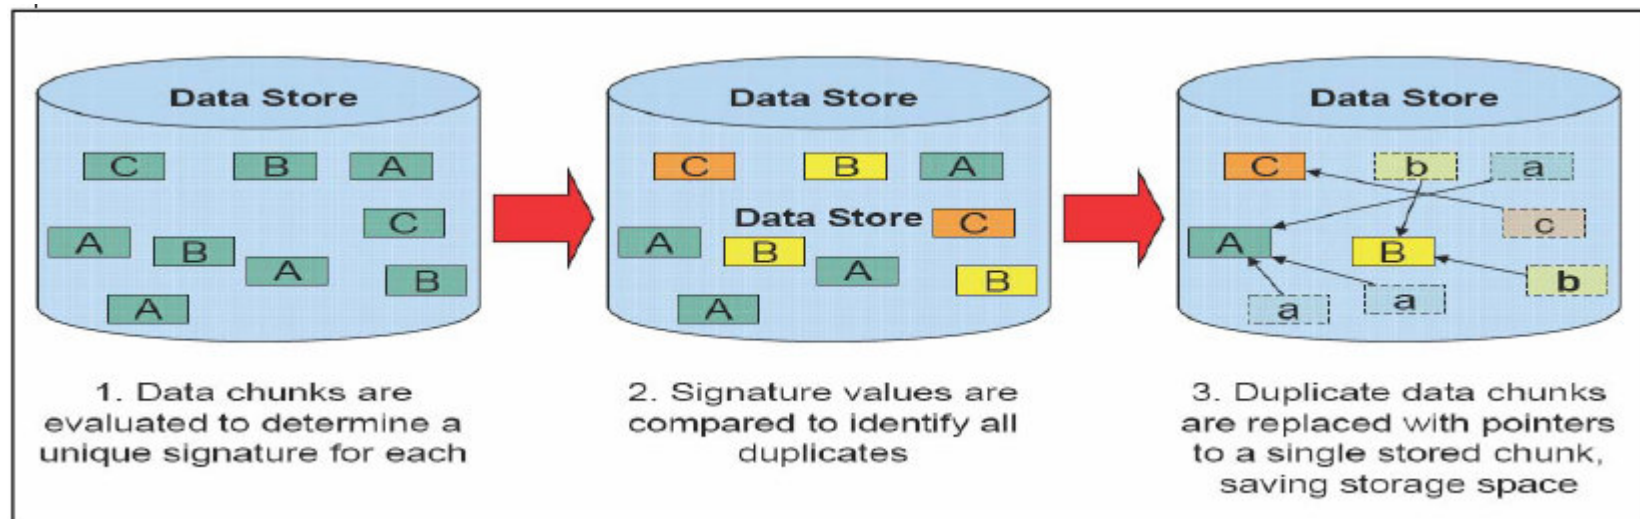 Data Store
C B A
C
A B
A B
A
1. Data chunks are
evaluated to determine a
unique signature for each
Data Store
C B A
Data Store C
A B
A B
A
2. Signature values are
compared to identify all
duplicates
Data Store
C b a
c
A B
b
a a
3. Duplicate data chunks
are replaced with pointers
to a single stored chunk,
saving storage space